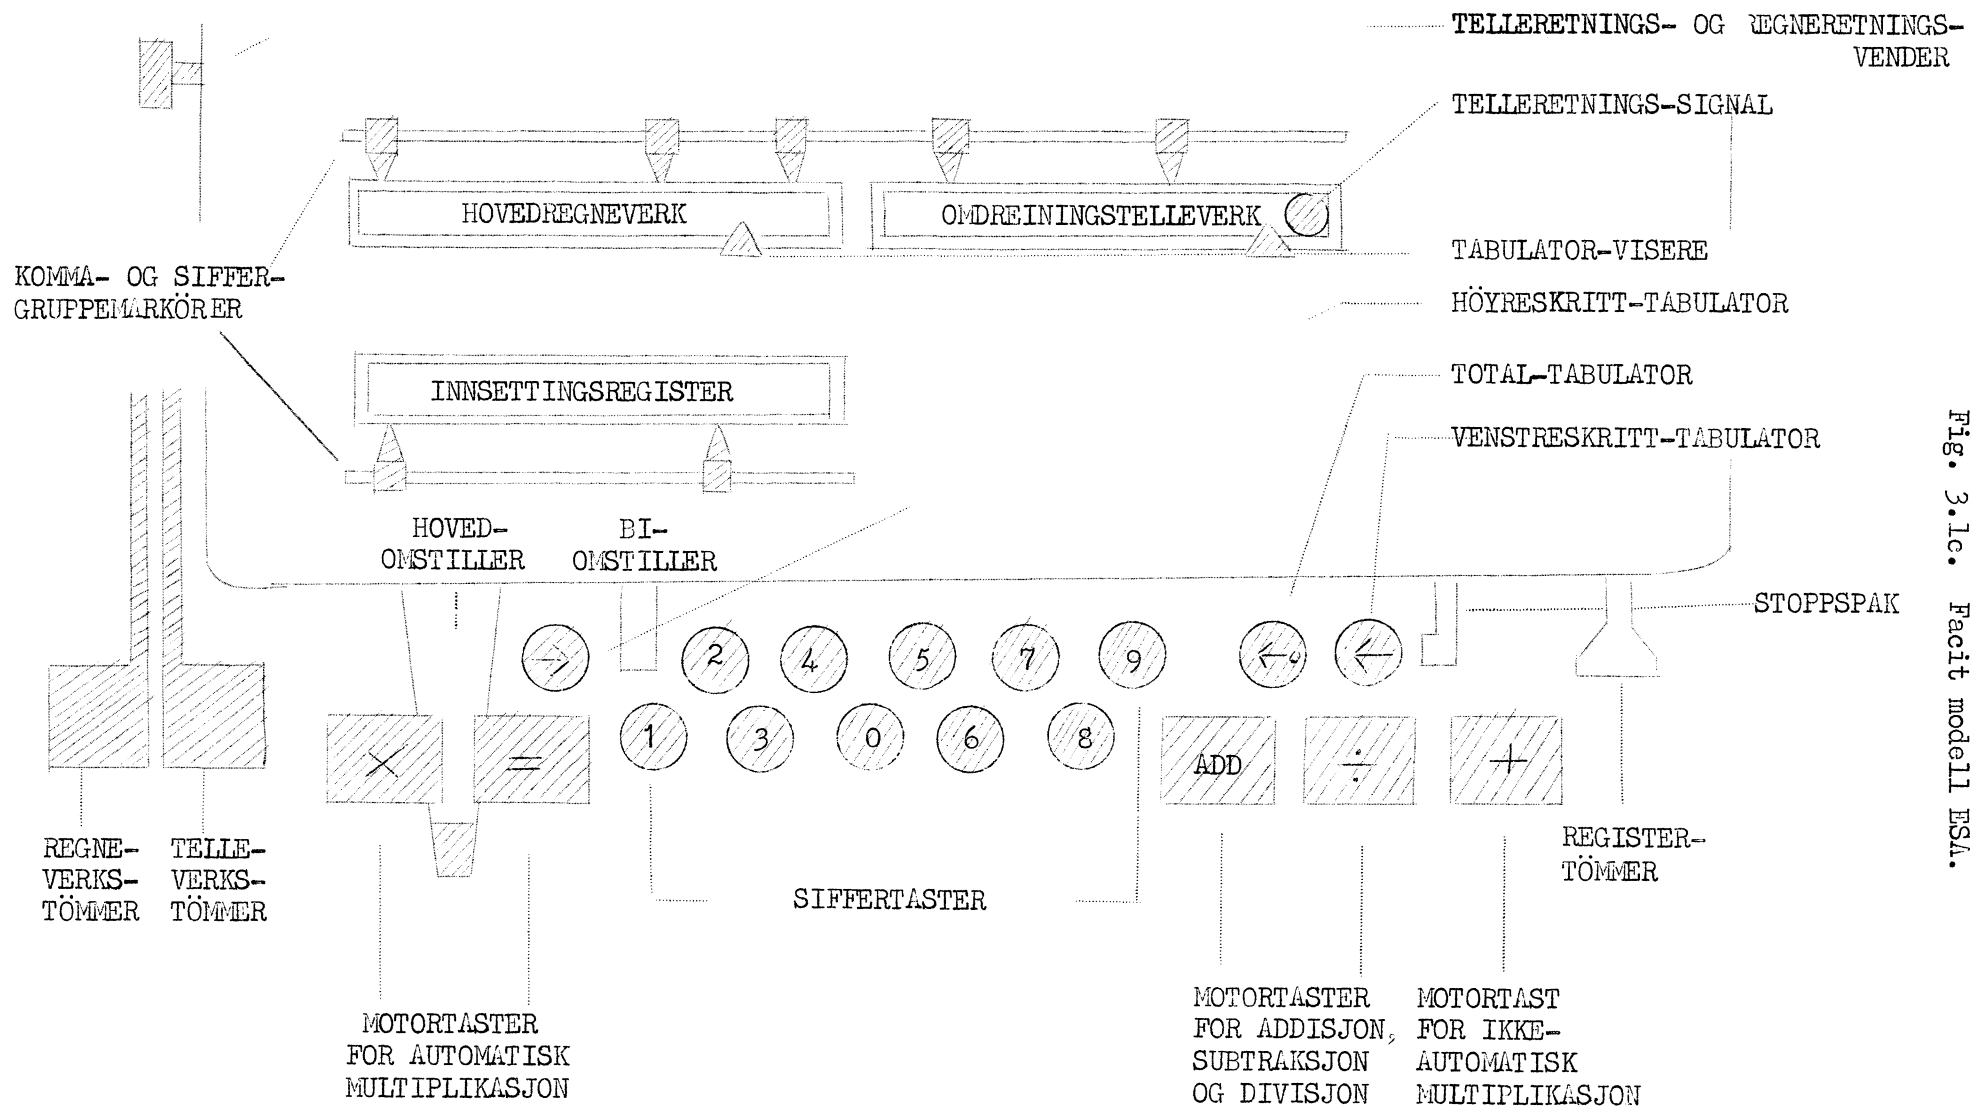 TELLERETNINGS- OG REGNERETNINGS-
VENDER
TELLERETNINGS-SIGNAL
HOVEDREGNEVERK
OMDREININGSTELLEVERK
TABULATOR-VISERE
KOMMA- OG SIFFER-
GRUPPEMARKÖRER
HÖYRESKRITT-TABULATOR
INNSETTINGSREGISTER
TOTAL-TABULATOR
VENSTRESKRITT-TABULATOR
HOVED-
OMSTILLER
BI-
OMSTILLER
STOPPSPAK
→ 2 4 5 7 9 ←o ←
1 3 0 6 8
× = ADD ÷ +
REGNE-
VERKS-
TÖMMER
TELLE-
VERKS-
TÖMMER
SIFFERTASTER
REGISTER-
TÖMMER
MOTORTASTER
FOR AUTOMATISK
MULTIPLIKASJON
MOTORTASTER
FOR ADDISJON,
SUBTRAKSJON
OG DIVISJON
MOTORTAST
FOR IKKE-
AUTOMATISK
MULTIPLIKASJON
Fig. 3.1c. Facit modell ESA.